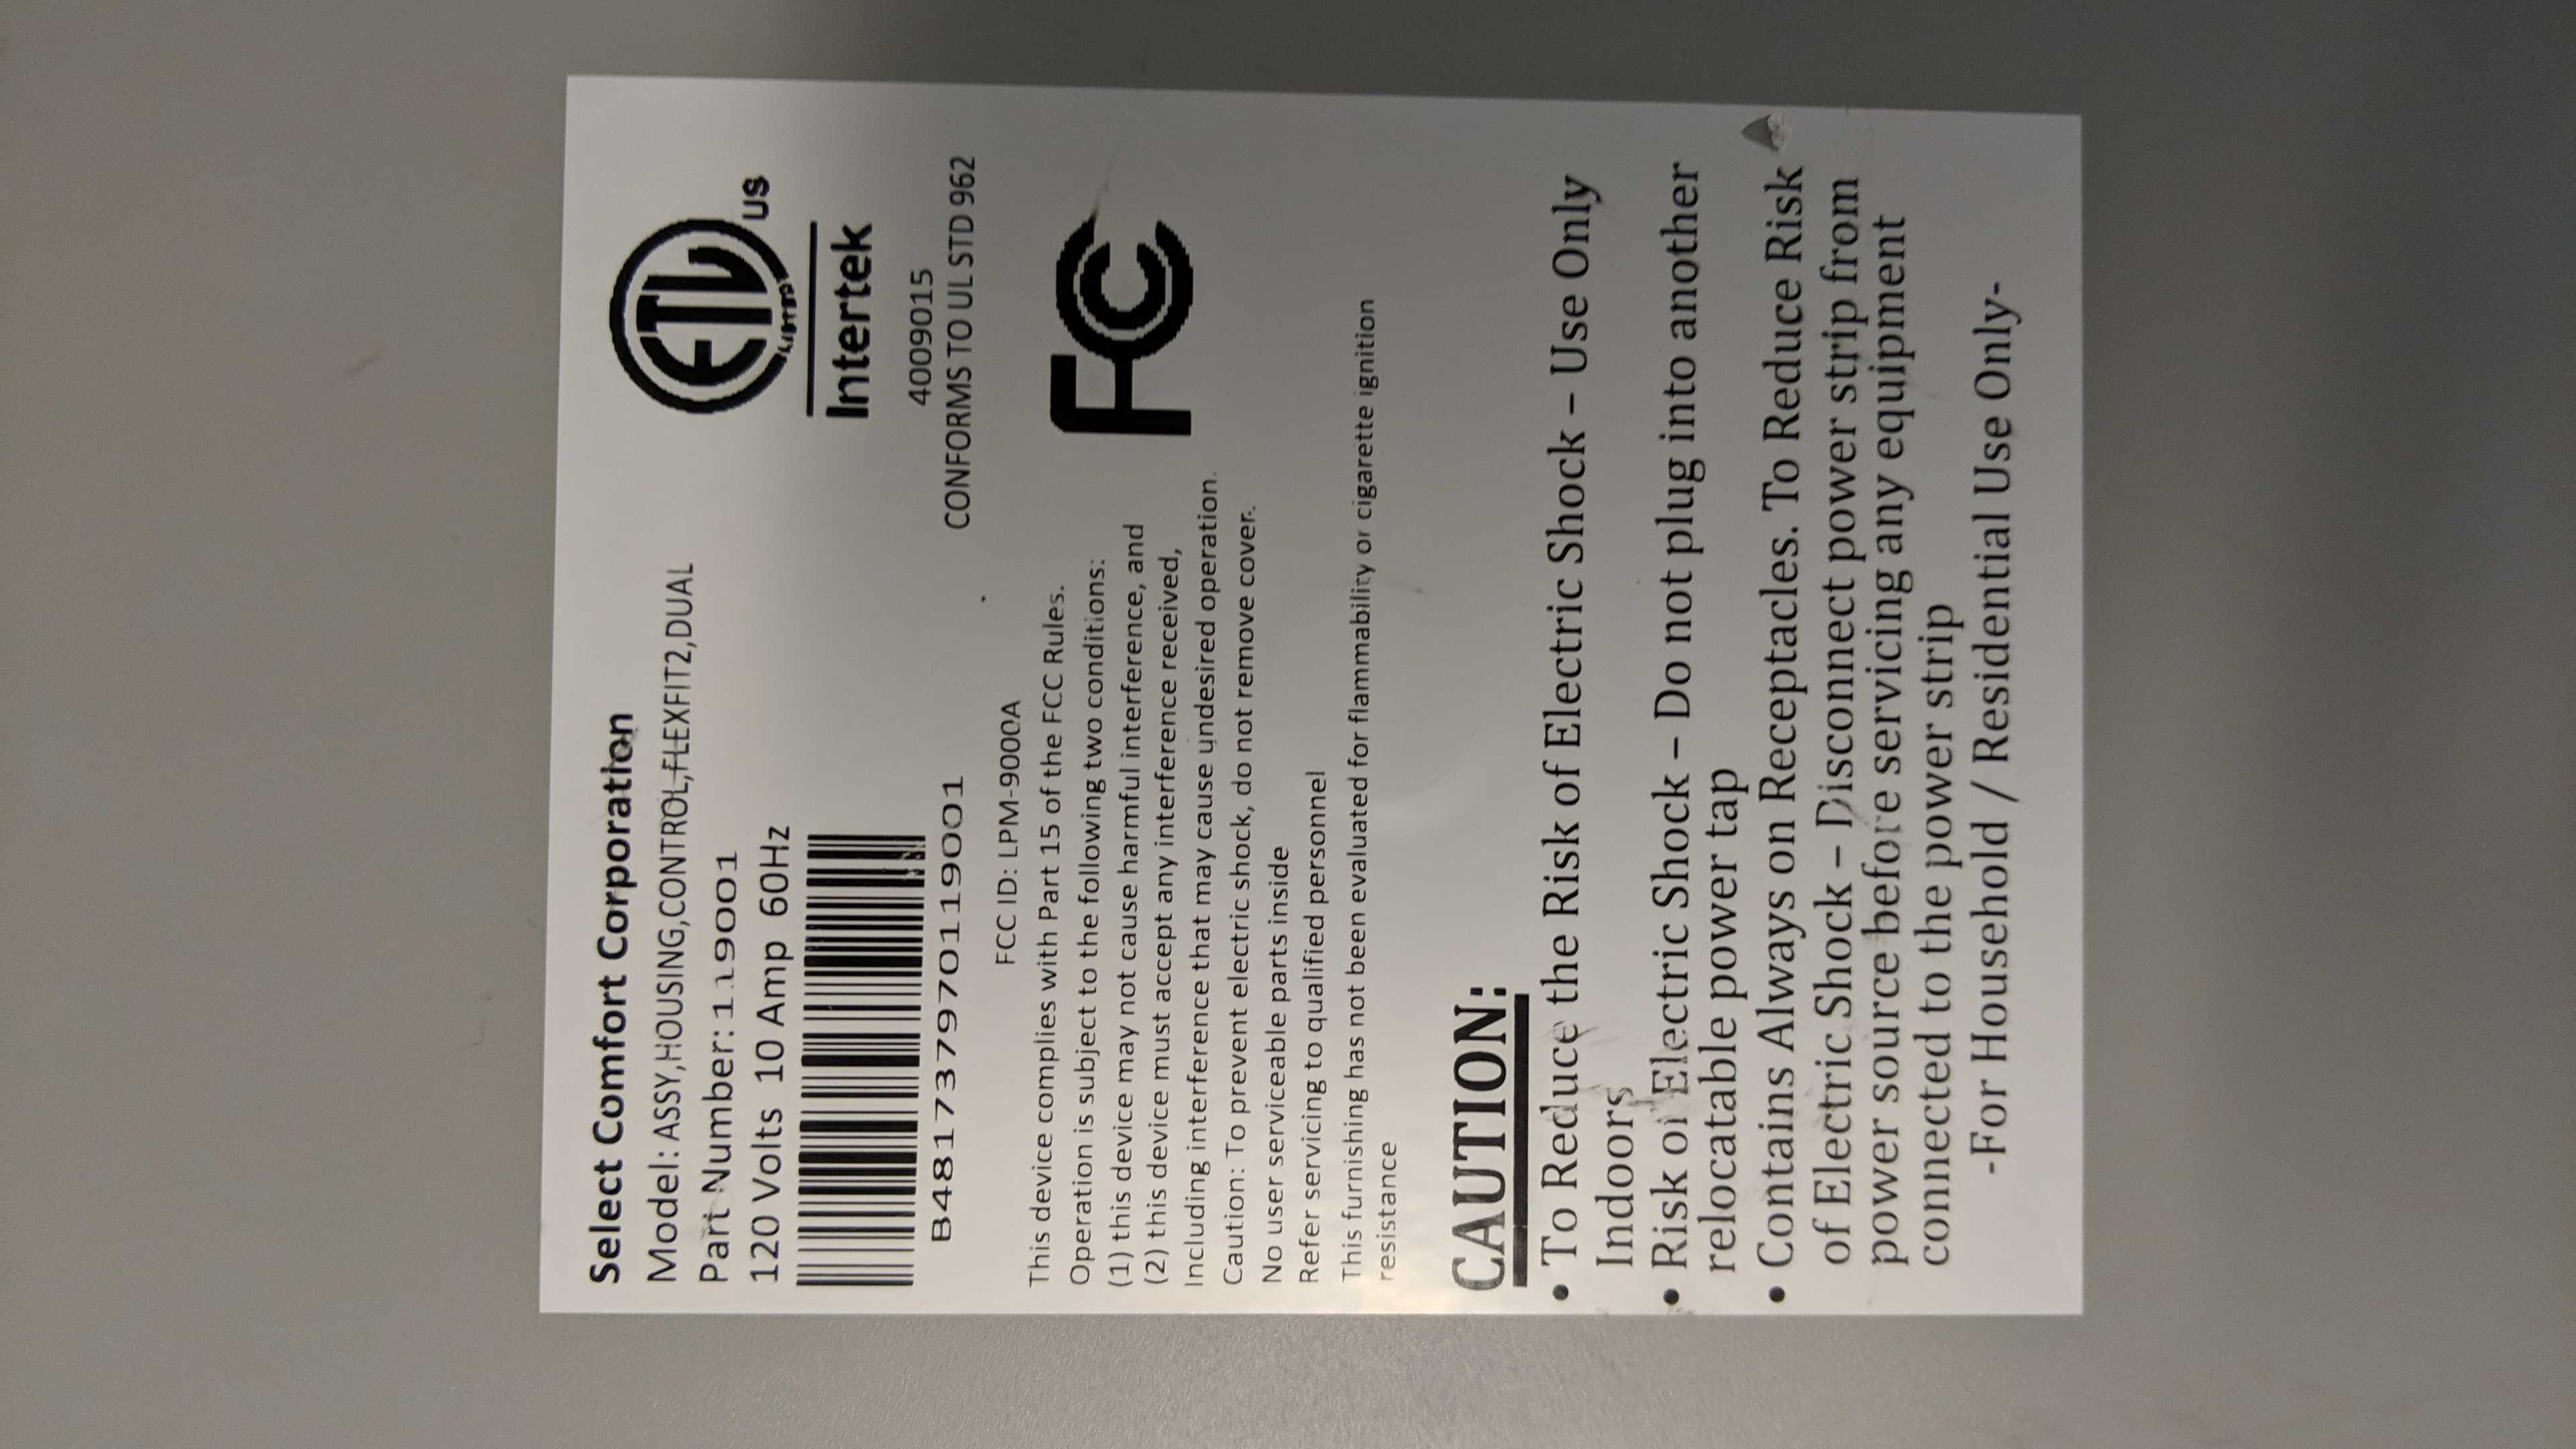 Select Comfort Corporation
Model: ASSY,HOUSING,CONTROL,FLEXFIT2,DUAL
Part Number:119001
120 Volts 10 Amp 60Hz
B481737970119001
ETL
LISTED
US
Intertek
4009015
CONFORMS TO UL STD 962
FCC ID: LPM-9000A
This device complies with Part 15 of the FCC Rules.
Operation is subject to the following two conditions:
(1) this device may not cause harmful interference, and
(2) this device must accept any interference received,
Including interference that may cause undesired operation.
Caution: To prevent electric shock, do not remove cover.
No user serviceable parts inside
Refer servicing to qualified personnel
This furnishing has not been evaluated for flammability or cigarette ignition
resistance
FC
CAUTION:
• To Reduce the Risk of Electric Shock – Use Only
Indoors
• Risk of Electric Shock – Do not plug into another
relocatable power tap
• Contains Always on Receptacles. To Reduce Risk
of Electric Shock – Disconnect power strip from
power source before servicing any equipment
connected to the power strip
-For Household / Residential Use Only-